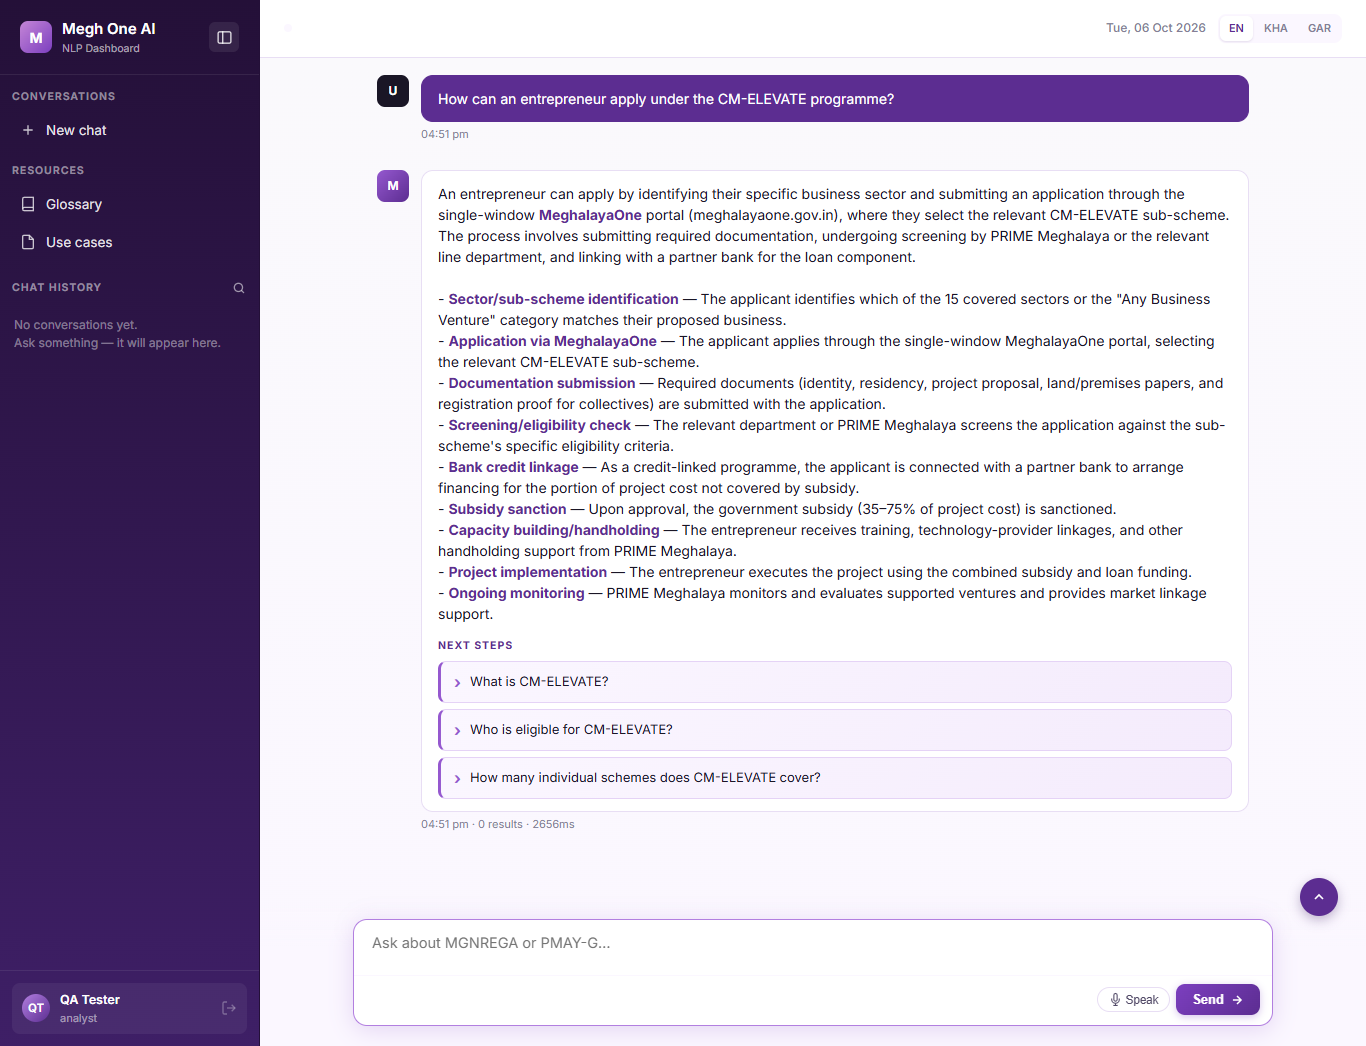 M
Megh One AI
NLP Dashboard
CONVERSATIONS
+ New chat
RESOURCES
Glossary
Use cases
CHAT HISTORY
No conversations yet.
Ask something — it will appear here.
QT
QA Tester
analyst
Tue, 06 Oct 2026
EN KHA GAR
U
How can an entrepreneur apply under the CM-ELEVATE programme?
04:51 pm
M
An entrepreneur can apply by identifying their specific business sector and submitting an application through the
single-window MeghalayaOne portal (meghalayaone.gov.in), where they select the relevant CM-ELEVATE sub-scheme.
The process involves submitting required documentation, undergoing screening by PRIME Meghalaya or the relevant
line department, and linking with a partner bank for the loan component.
- Sector/sub-scheme identification — The applicant identifies which of the 15 covered sectors or the "Any Business
Venture" category matches their proposed business.
- Application via MeghalayaOne — The applicant applies through the single-window MeghalayaOne portal, selecting
the relevant CM-ELEVATE sub-scheme.
- Documentation submission — Required documents (identity, residency, project proposal, land/premises papers, and
registration proof for collectives) are submitted with the application.
- Screening/eligibility check — The relevant department or PRIME Meghalaya screens the application against the sub-
scheme's specific eligibility criteria.
- Bank credit linkage — As a credit-linked programme, the applicant is connected with a partner bank to arrange
financing for the portion of project cost not covered by subsidy.
- Subsidy sanction — Upon approval, the government subsidy (35–75% of project cost) is sanctioned.
- Capacity building/handholding — The entrepreneur receives training, technology-provider linkages, and other
handholding support from PRIME Meghalaya.
- Project implementation — The entrepreneur executes the project using the combined subsidy and loan funding.
- Ongoing monitoring — PRIME Meghalaya monitors and evaluates supported ventures and provides market linkage
support.
NEXT STEPS
› What is CM-ELEVATE?
› Who is eligible for CM-ELEVATE?
› How many individual schemes does CM-ELEVATE cover?
04:51 pm · 0 results · 2656ms
Ask about MGNREGA or PMAY-G...
Speak
Send →